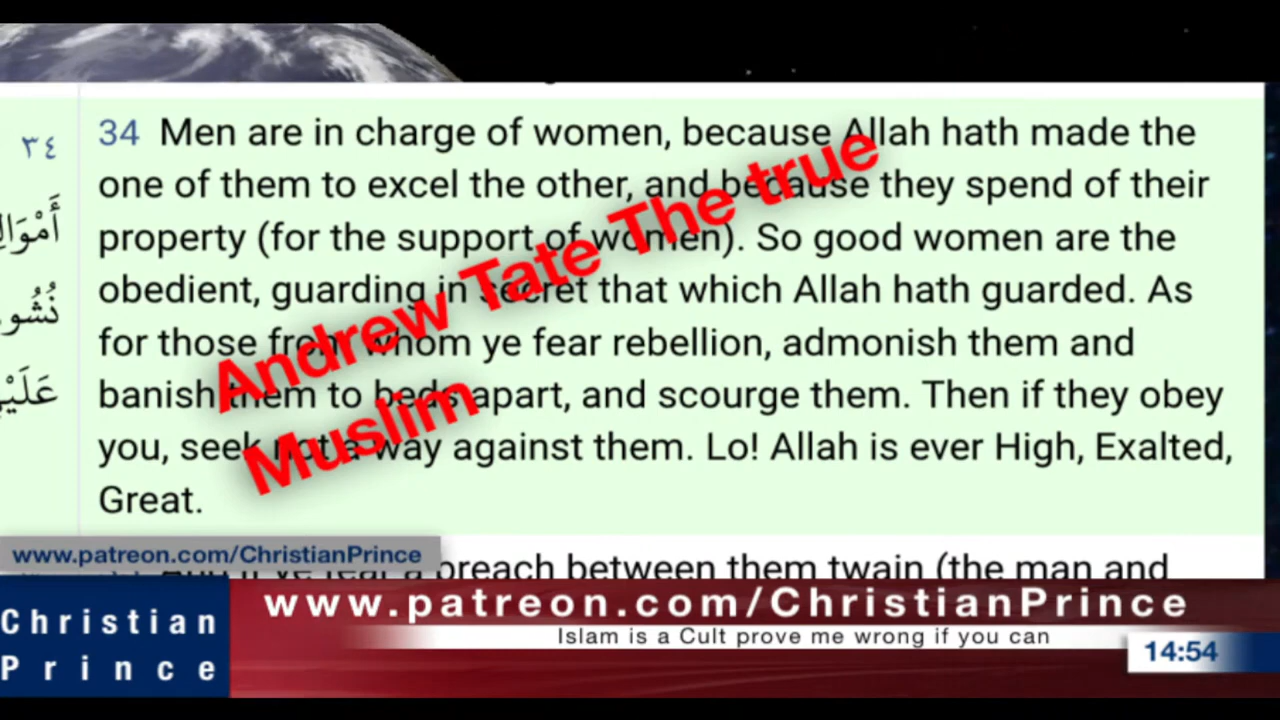 ٣٤
34 Men are in charge of women, because Allah hath made the
one of them to excel the other, and because they spend of their
property (for the support of women). So good women are the
obedient, guarding in secret that which Allah hath guarded. As
for those from whom ye fear rebellion, admonish them and
banish them to beds apart, and scourge them. Then if they obey
you, seek not a way against them. Lo! Allah is ever High, Exalted,
Great.
Andrew Tate The true
Muslim
نُشُو
عَلَيْ
www.patreon.com/ChristianPrince
And if ye fear a breach between them twain (the man and
Christian
Prince
www.patreon.com/ChristianPrince
Islam is a Cult prove me wrong if you can
14:54